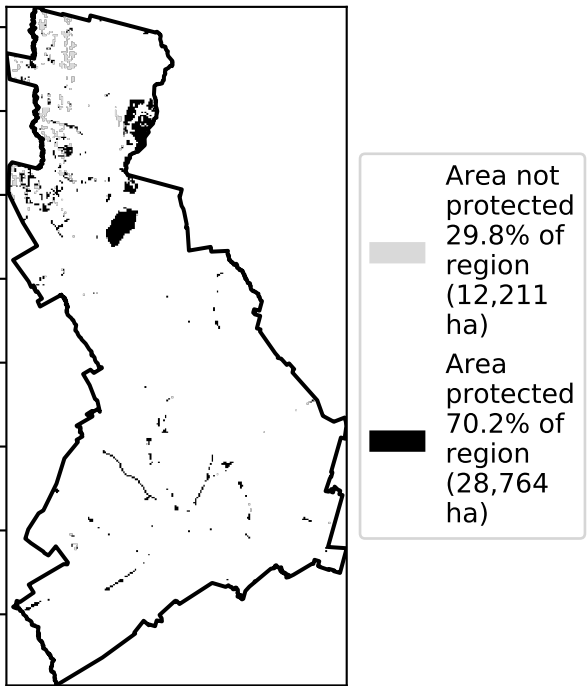 Area not
protected
29.8% of
region
(12,211
ha)
Area
protected
70.2% of
region
(28,764
ha)